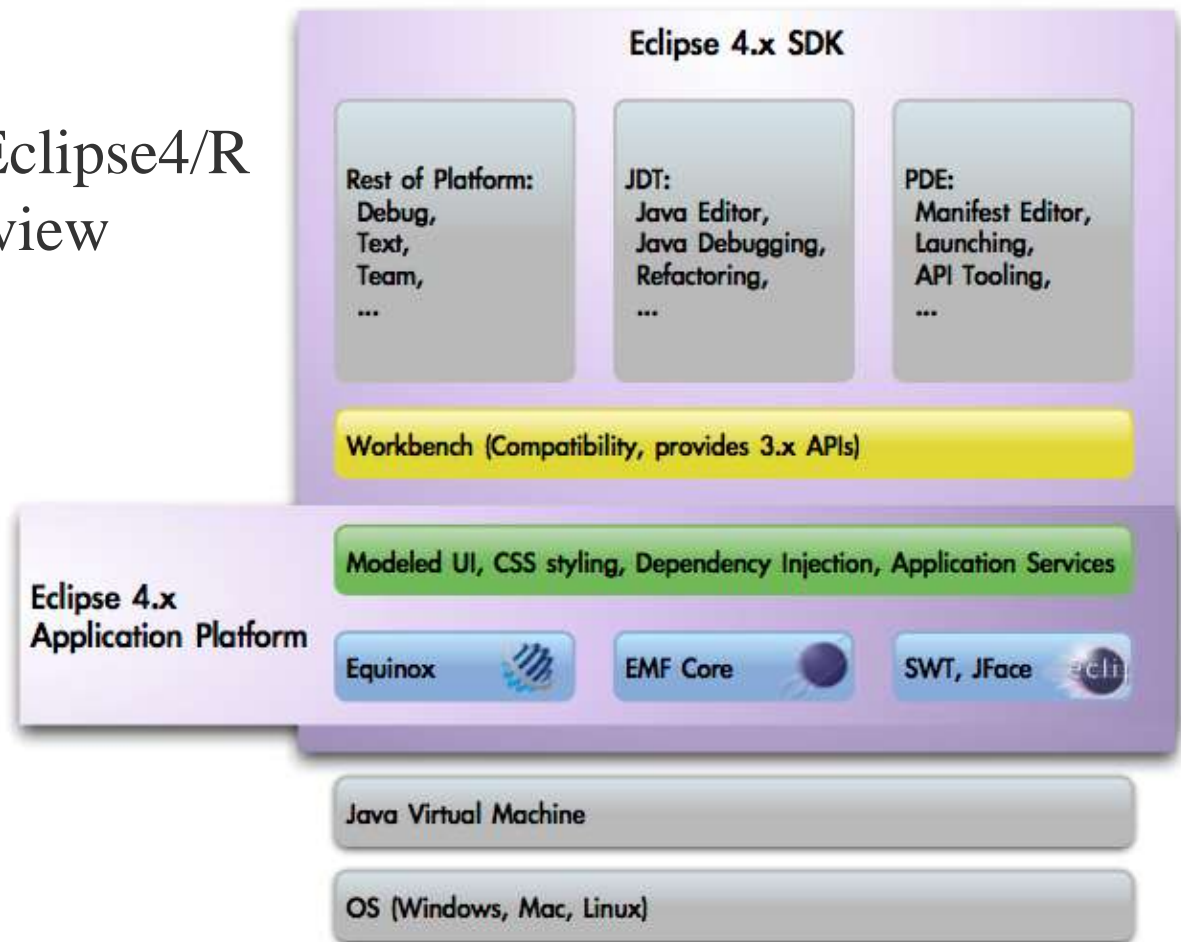 Eclipse4/R
view
Eclipse 4.x SDK
Rest of Platform:
Debug,
Text,
Team,
...
JDT:
Java Editor,
Java Debugging,
Refactoring,
...
PDE:
Manifest Editor,
Launching,
API Tooling,
...
Workbench (Compatibility, provides 3.x APIs)
Eclipse 4.x
Application Platform
Modeled UI, CSS styling, Dependency Injection, Application Services
Equinox
EMF Core
SWT, JFace
ecli
Java Virtual Machine
OS (Windows, Mac, Linux)